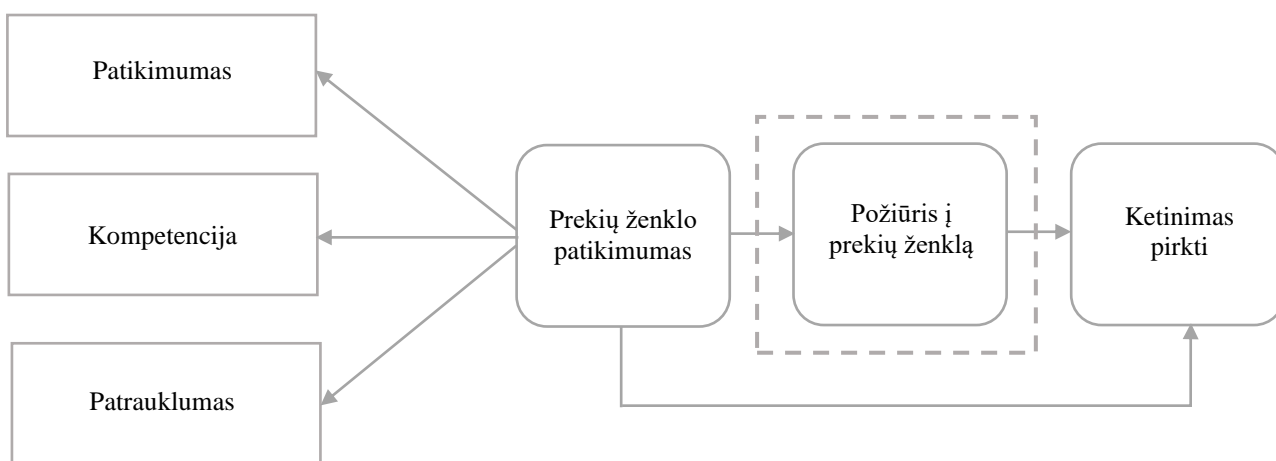 Patikimumas
Kompetencija
Patrauklumas
Prekių ženklo
patikimumas
Požiūris į
prekių ženklą
Ketinimas
pirkti